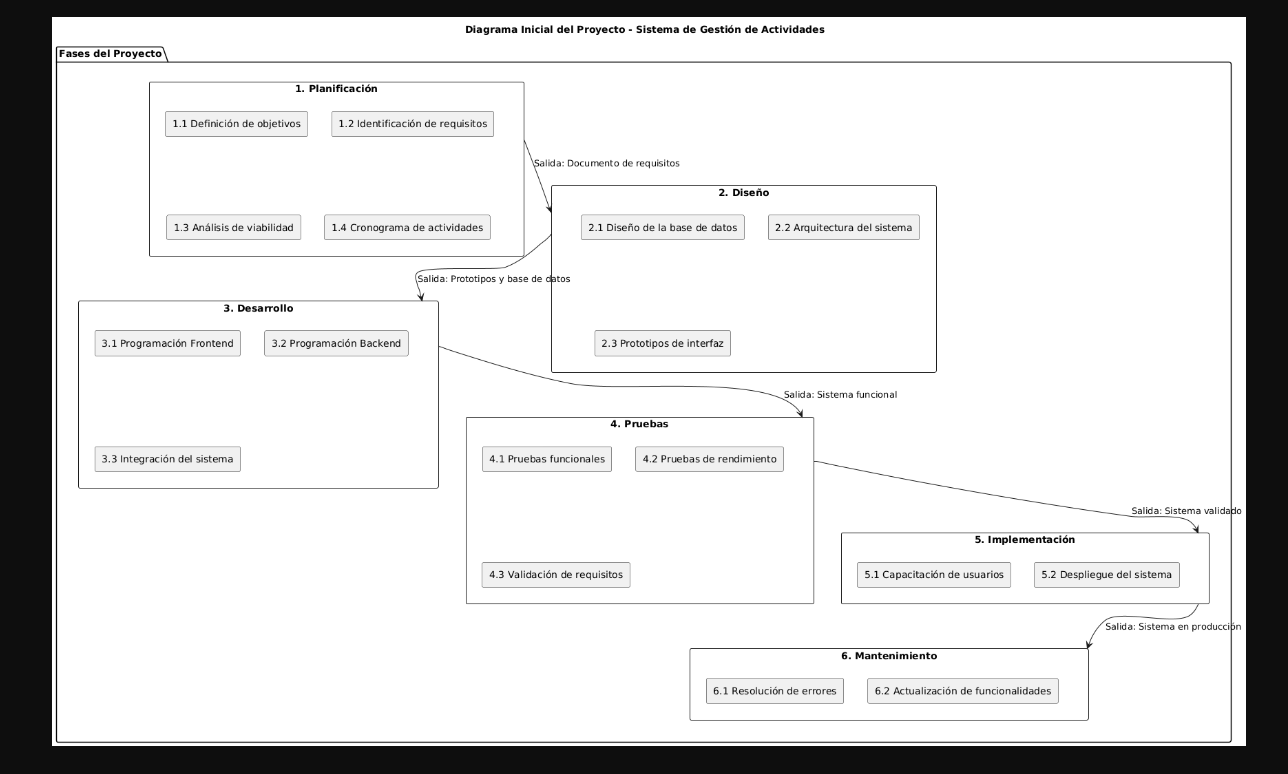 Diagrama Inicial del Proyecto - Sistema de Gestión de Actividades
Fases del Proyecto
1. Planificación
1.1 Definición de objetivos
1.2 Identificación de requisitos
1.3 Análisis de viabilidad
1.4 Cronograma de actividades
Salida: Documento de requisitos
2. Diseño
2.1 Diseño de la base de datos
2.2 Arquitectura del sistema
2.3 Prototipos de interfaz
Salida: Prototipos y base de datos
3. Desarrollo
3.1 Programación Frontend
3.2 Programación Backend
3.3 Integración del sistema
Salida: Sistema funcional
4. Pruebas
4.1 Pruebas funcionales
4.2 Pruebas de rendimiento
4.3 Validación de requisitos
Salida: Sistema validado
5. Implementación
5.1 Capacitación de usuarios
5.2 Despliegue del sistema
Salida: Sistema en producción
6. Mantenimiento
6.1 Resolución de errores
6.2 Actualización de funcionalidades